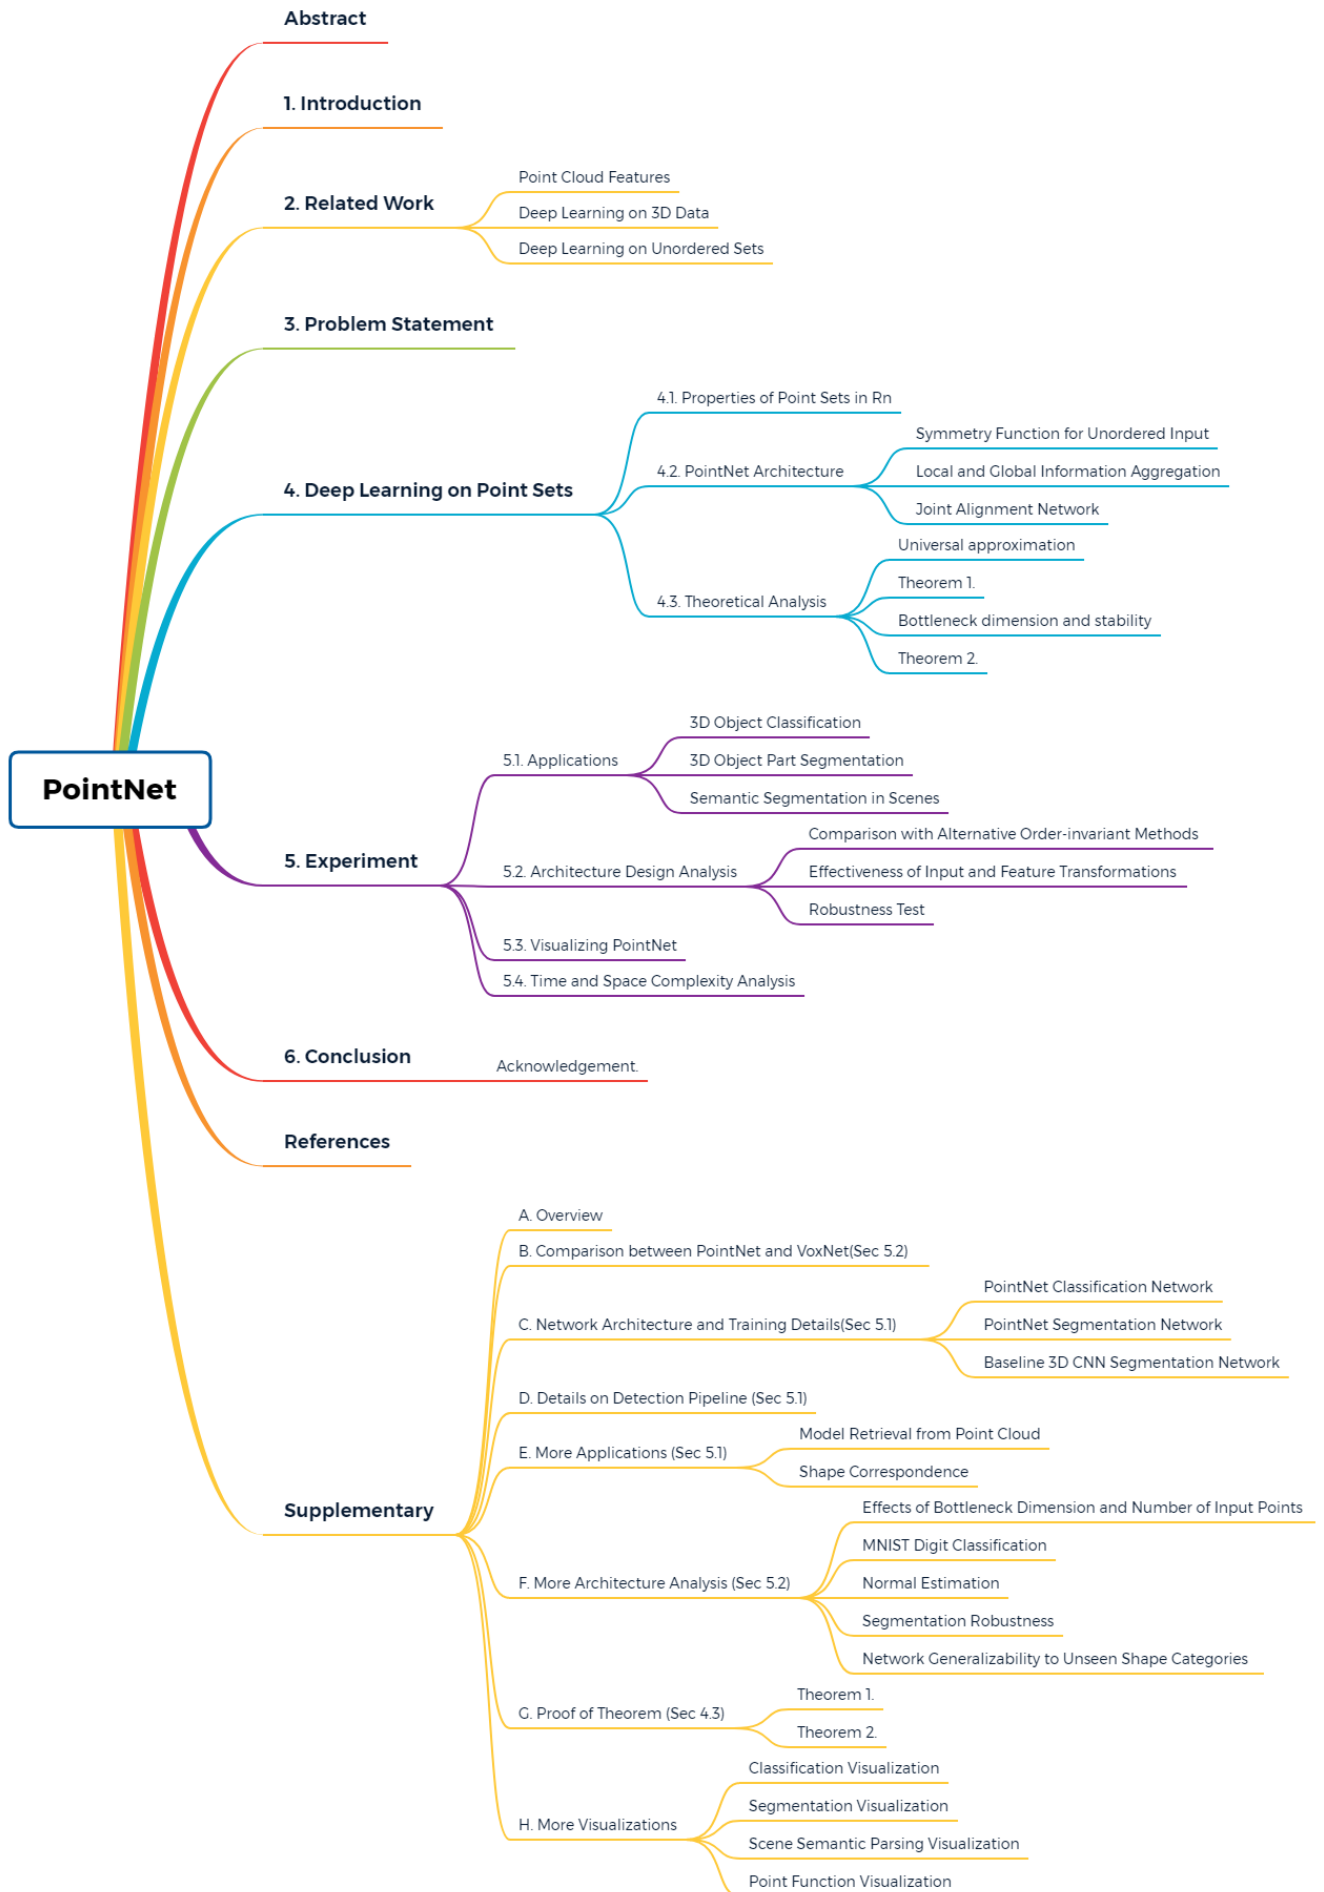 PointNet
Abstract
1. Introduction
2. Related Work
Point Cloud Features
Deep Learning on 3D Data
Deep Learning on Unordered Sets
3. Problem Statement
4. Deep Learning on Point Sets
4.1. Properties of Point Sets in Rn
4.2. PointNet Architecture
Symmetry Function for Unordered Input
Local and Global Information Aggregation
Joint Alignment Network
4.3. Theoretical Analysis
Universal approximation
Theorem 1.
Bottleneck dimension and stability
Theorem 2.
5. Experiment
5.1. Applications
3D Object Classification
3D Object Part Segmentation
Semantic Segmentation in Scenes
5.2. Architecture Design Analysis
Comparison with Alternative Order-invariant Methods
Effectiveness of Input and Feature Transformations
Robustness Test
5.3. Visualizing PointNet
5.4. Time and Space Complexity Analysis
6. Conclusion
Acknowledgement.
References
Supplementary
A. Overview
B. Comparison between PointNet and VoxNet(Sec 5.2)
C. Network Architecture and Training Details(Sec 5.1)
PointNet Classification Network
PointNet Segmentation Network
Baseline 3D CNN Segmentation Network
D. Details on Detection Pipeline (Sec 5.1)
E. More Applications (Sec 5.1)
Model Retrieval from Point Cloud
Shape Correspondence
F. More Architecture Analysis (Sec 5.2)
Effects of Bottleneck Dimension and Number of Input Points
MNIST Digit Classification
Normal Estimation
Segmentation Robustness
Network Generalizability to Unseen Shape Categories
G. Proof of Theorem (Sec 4.3)
Theorem 1.
Theorem 2.
H. More Visualizations
Classification Visualization
Segmentation Visualization
Scene Semantic Parsing Visualization
Point Function Visualization